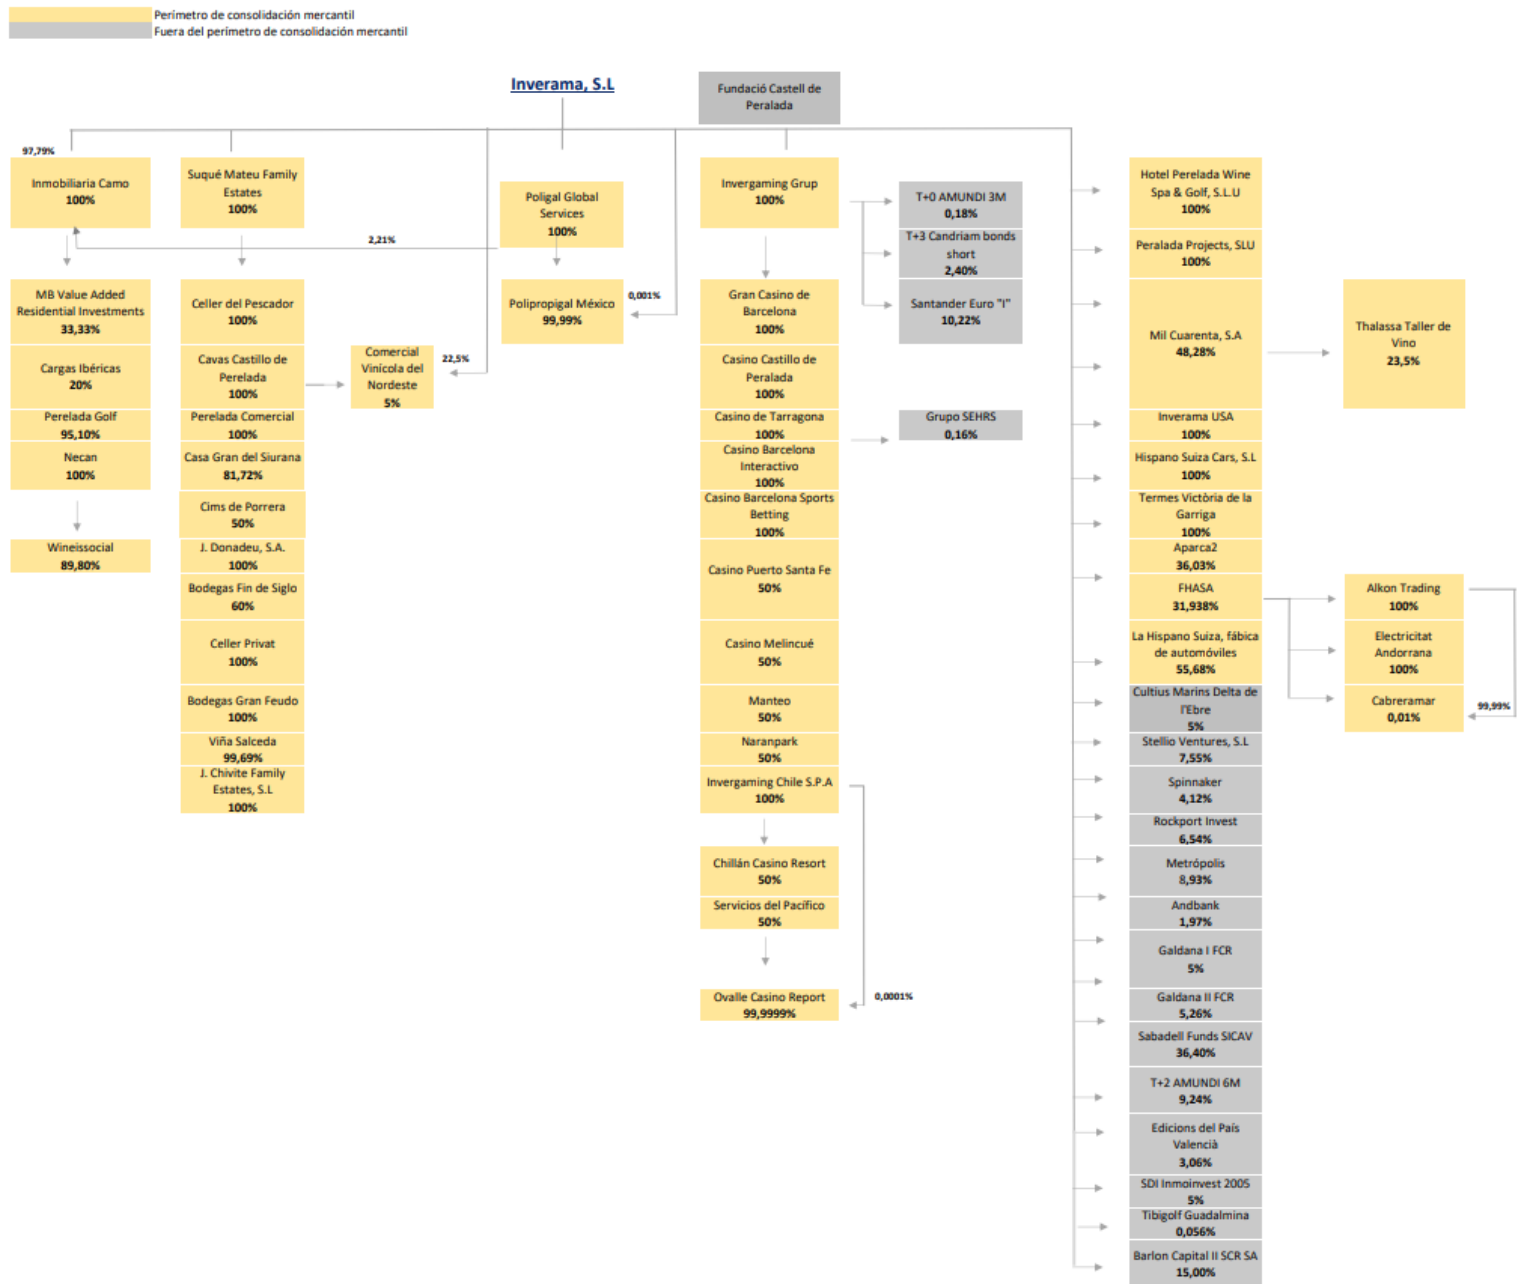 Perímetro de consolidación mercantil
Fuera del perímetro de consolidación mercantil
Inverama, S.L
Fundació Castell de
Peralada
97,79%
Inmobiliaria Camo
100%
Suqué Mateu Family
Estates
100%
Poligal Global
Services
100%
Invergaming Grup
100%
T+0 AMUNDI 3M
0,18%
T+3 Candriam bonds
short
2,40%
Santander Euro "I"
10,22%
Hotel Perelada Wine
Spa & Golf, S.L.U
100%
Peralada Projects, SLU
100%
2,21%
MB Value Added
Residential Investments
33,33%
Cargas Ibéricas
20%
Perelada Golf
95,10%
Necan
100%
Wineissocial
89,80%
Celler del Pescador
100%
Cavas Castillo de
Perelada
100%
Perelada Comercial
100%
Casa Gran del Siurana
81,72%
Cims de Porrera
50%
J. Donadeu, S.A.
100%
Bodegas Fin de Siglo
60%
Celler Privat
100%
Bodegas Gran Feudo
100%
Viña Salceda
99,69%
J. Chivite Family
Estates, S.L
100%
Comercial
Vinícola del
Nordeste
5%
22,5%
Polipropigal México
99,99%
0,001%
Gran Casino de
Barcelona
100%
Casino Castillo de
Peralada
100%
Casino de Tarragona
100%
Casino Barcelona
Interactivo
100%
Casino Barcelona Sports
Betting
100%
Casino Puerto Santa Fe
50%
Casino Melincué
50%
Manteo
50%
Naranpark
50%
Invergaming Chile S.P.A
100%
Chillán Casino Resort
50%
Servicios del Pacífico
50%
Ovalle Casino Report
99,9999%
0,0001%
Grupo SEHRS
0,16%
Mil Cuarenta, S.A
48,28%
Thalassa Taller de
Vino
23,5%
Inverama USA
100%
Hispano Suiza Cars, S.L
100%
Termes Victòria de la
Garriga
100%
Aparca2
36,03%
FHASA
31,938%
La Hispano Suiza, fábica
de automóviles
55,68%
Alkon Trading
100%
Electricitat
Andorrana
100%
Cabreramar
0,01%
99,99%
Cultius Marins Delta de
l'Ebre
5%
Stellio Ventures, S.L
7,55%
Spinnaker
4,12%
Rockport Invest
6,54%
Metrópolis
8,93%
Andbank
1,97%
Galdana I FCR
5%
Galdana II FCR
5,26%
Sabadell Funds SICAV
36,40%
T+2 AMUNDI 6M
9,24%
Edicions del País
Valencià
3,06%
SDI Inmoinvest 2005
5%
Tibigolf Guadalmina
0,056%
Barlon Capital II SCR SA
15,00%